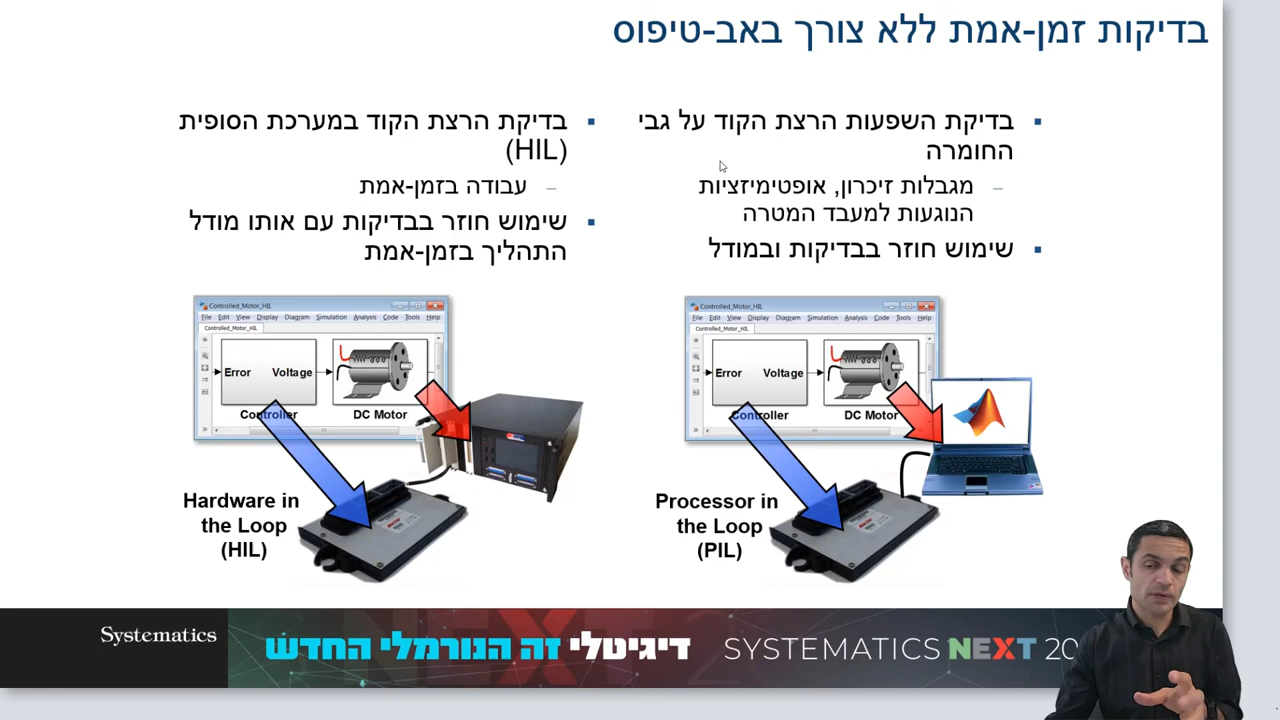 בדיקות זמן-אמת ללא צורך באב-טיפוס
▪ בדיקת השפעות הרצת הקוד על גבי
החומרה
– מגבלות זיכרון, אופטימיזציות
הנוגעות למעבד המטרה
▪ שימוש חוזר בבדיקות ובמודל
▪ בדיקת הרצת הקוד במערכת הסופית
(HIL)
– עבודה בזמן-אמת
▪ שימוש חוזר בבדיקות עם אותו מודל
התהליך בזמן-אמת
Controlled_Motor_HIL
File Edit View Display Diagram Simulation Analysis Code Tools Help
Controlled_Motor_HIL
Error Voltage
Controller
DC Motor
Processor in
the Loop
(PIL)
Controlled_Motor_HIL
File Edit View Display Diagram Simulation Analysis Code Tools Help
Controlled_Motor_HIL
Error Voltage
Controller
DC Motor
Hardware in
the Loop
(HIL)
Systematics
דיגיטלי זה הנורמלי החדש
SYSTEMATICS NEXT 20